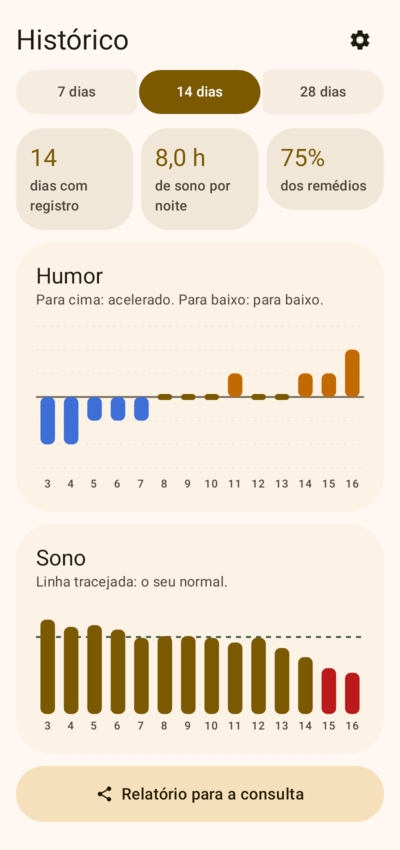 Histórico
7 dias
14 dias
28 dias
14
dias com
registro
8,0 h
de sono por
noite
75%
dos remédios
Humor
Para cima: acelerado. Para baixo: para baixo.
3 4 5 6 7 8 9 10 11 12 13 14 15 16
Sono
Linha tracejada: o seu normal.
3 4 5 6 7 8 9 10 11 12 13 14 15 16
Relatório para a consulta